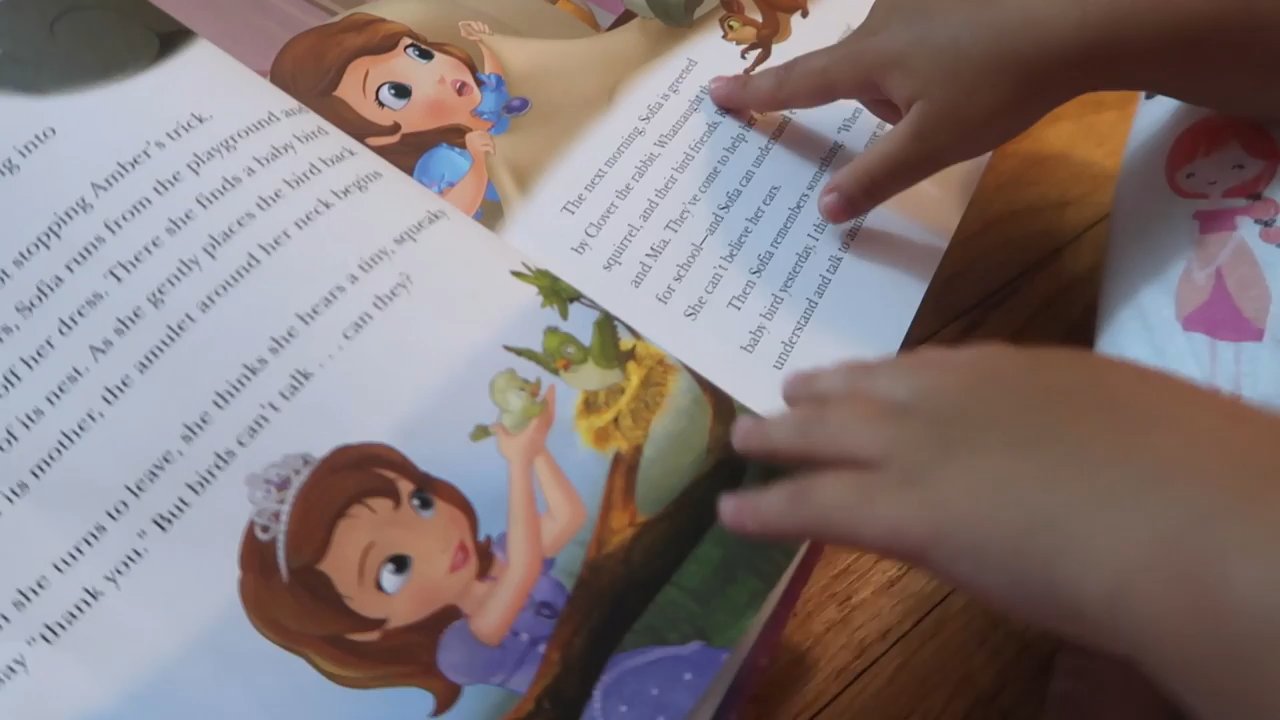 g into
stopping Amber's trick,
, Sofia runs from the playground and
off her dress. There she finds a baby bird
of its nest. As she gently places the bird back
its mother, the amulet around her neck begins
she turns to leave, she thinks she hears a tiny, squeaky
"thank you." But birds can't talk . . . can they?
The next morning, Sofia is greeted
by Clover the rabbit, Whatnaught the
squirrel, and their bird friends,
and Mia. They've come to help her
for school—and Sofia can understand
She can't believe her ears.
Then Sofia remembers something. "When
baby bird yesterday, I
understand and talk to